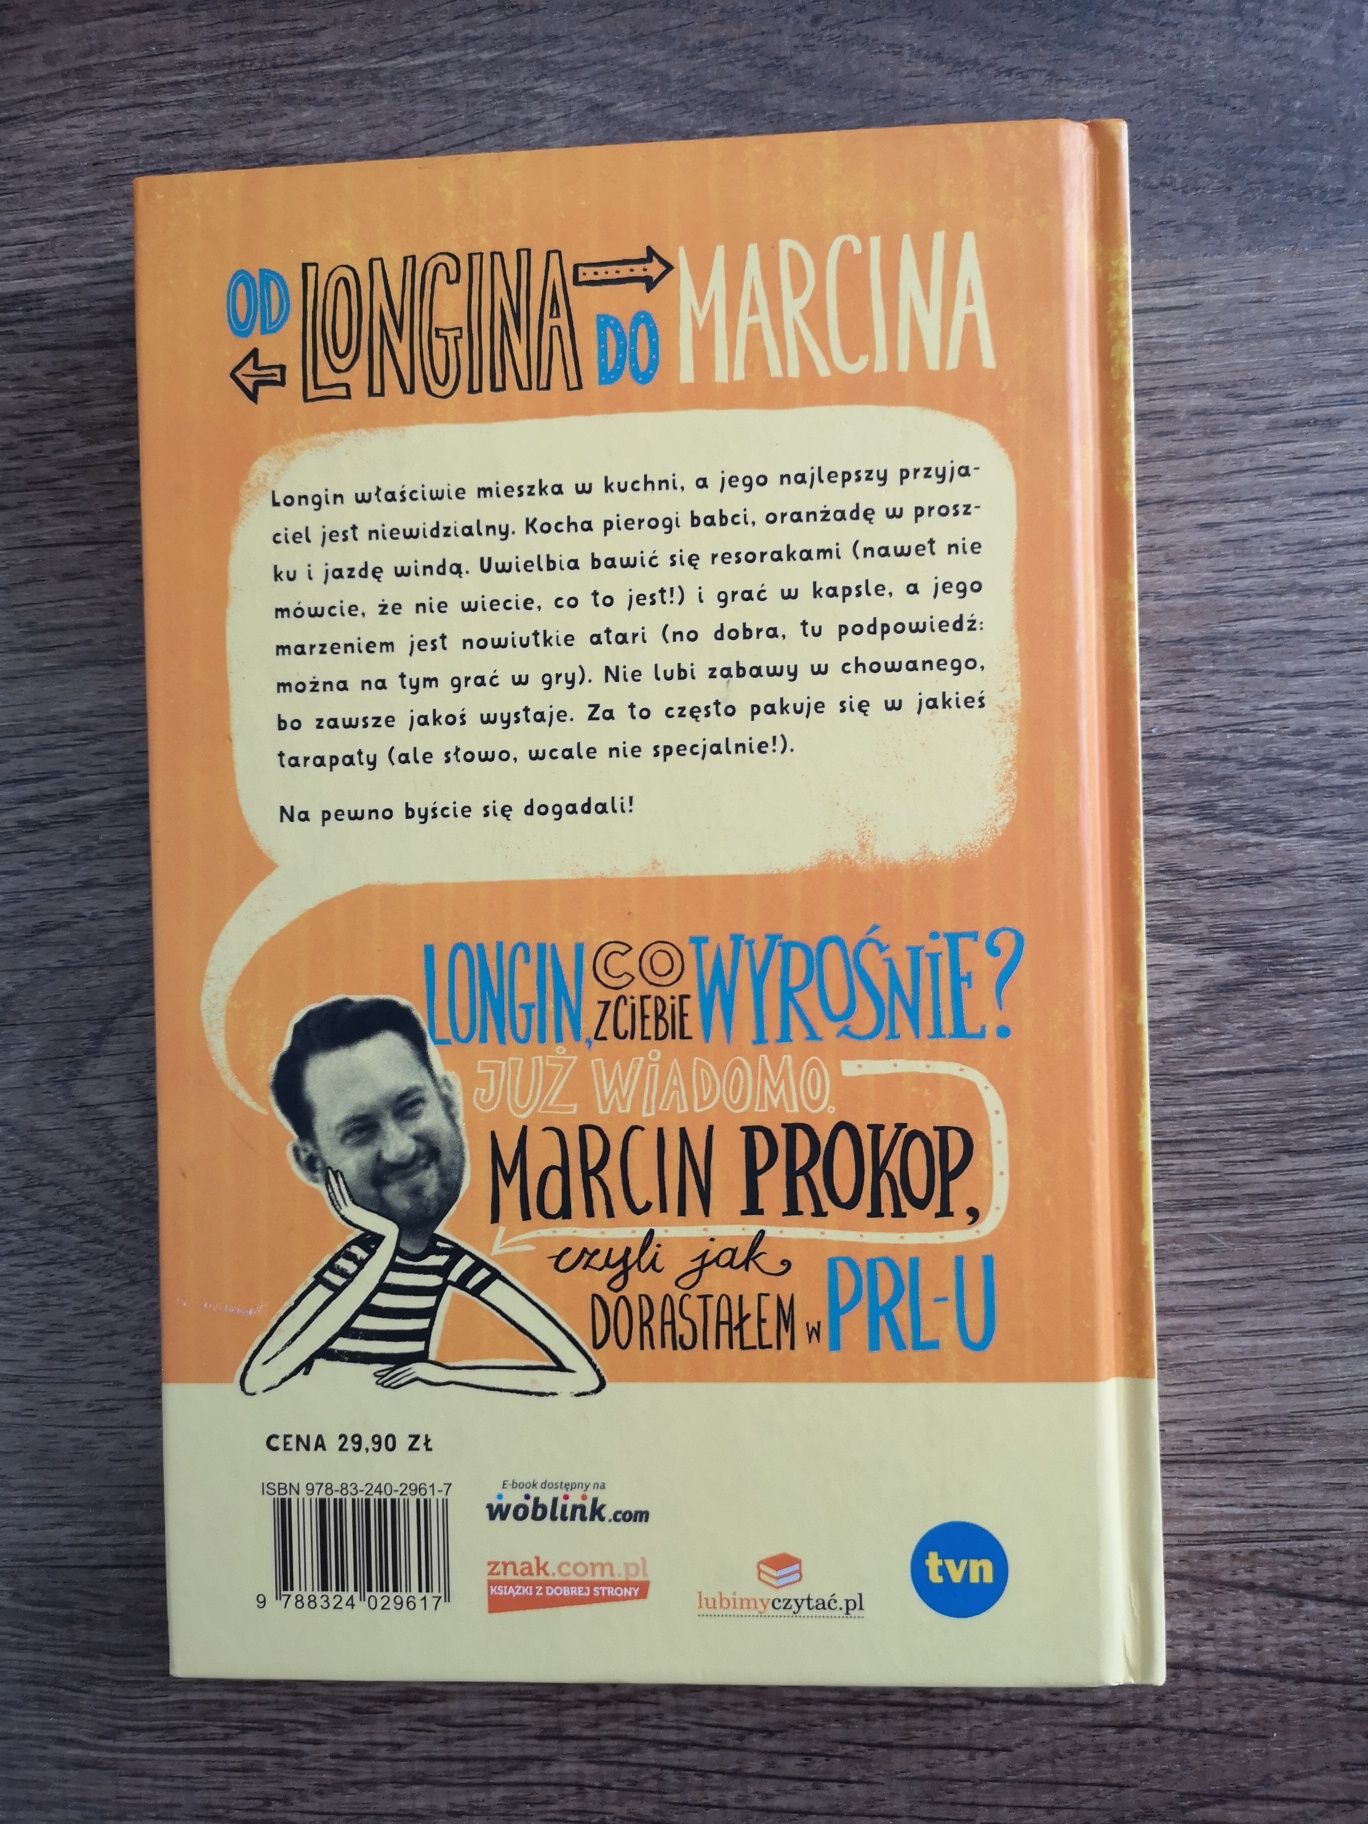 OD LONGINA DO MARCINA
Longin właściwie mieszka w kuchni, a jego najlepszy przyja-
ciel jest niewidzialny. Kocha pierogi babci, oranżadę w prosz-
ku i jazdę windą. Uwielbia bawić się resorakami (nawet nie
mówcie, że nie wiecie, co to jest!) i grać w kapsle, a jego
marzeniem jest nowiutkie atari (no dobra, tu podpowiedź:
można na tym grać w gry). Nie lubi zabawy w chowanego,
bo zawsze jakoś wystaje. Za to często pakuje się w jakieś
tarapaty (ale słowo, wcale nie specjalnie!).
Na pewno byście się dogadali!
LONGIN, CO Z CIEBIE WYROŚNIE?
JUŻ WIADOMO.
MARCIN PROKOP,
czyli jak
DORASTAŁEM W PRL-U
CENA 29,90 ZŁ
ISBN 978-83-240-2961-7
9 788324 029617
E-book dostępny na
woblink.com
znak.com.pl
KSIĄŻKI Z DOBREJ STRONY
lubimyczytać.pl
tvn